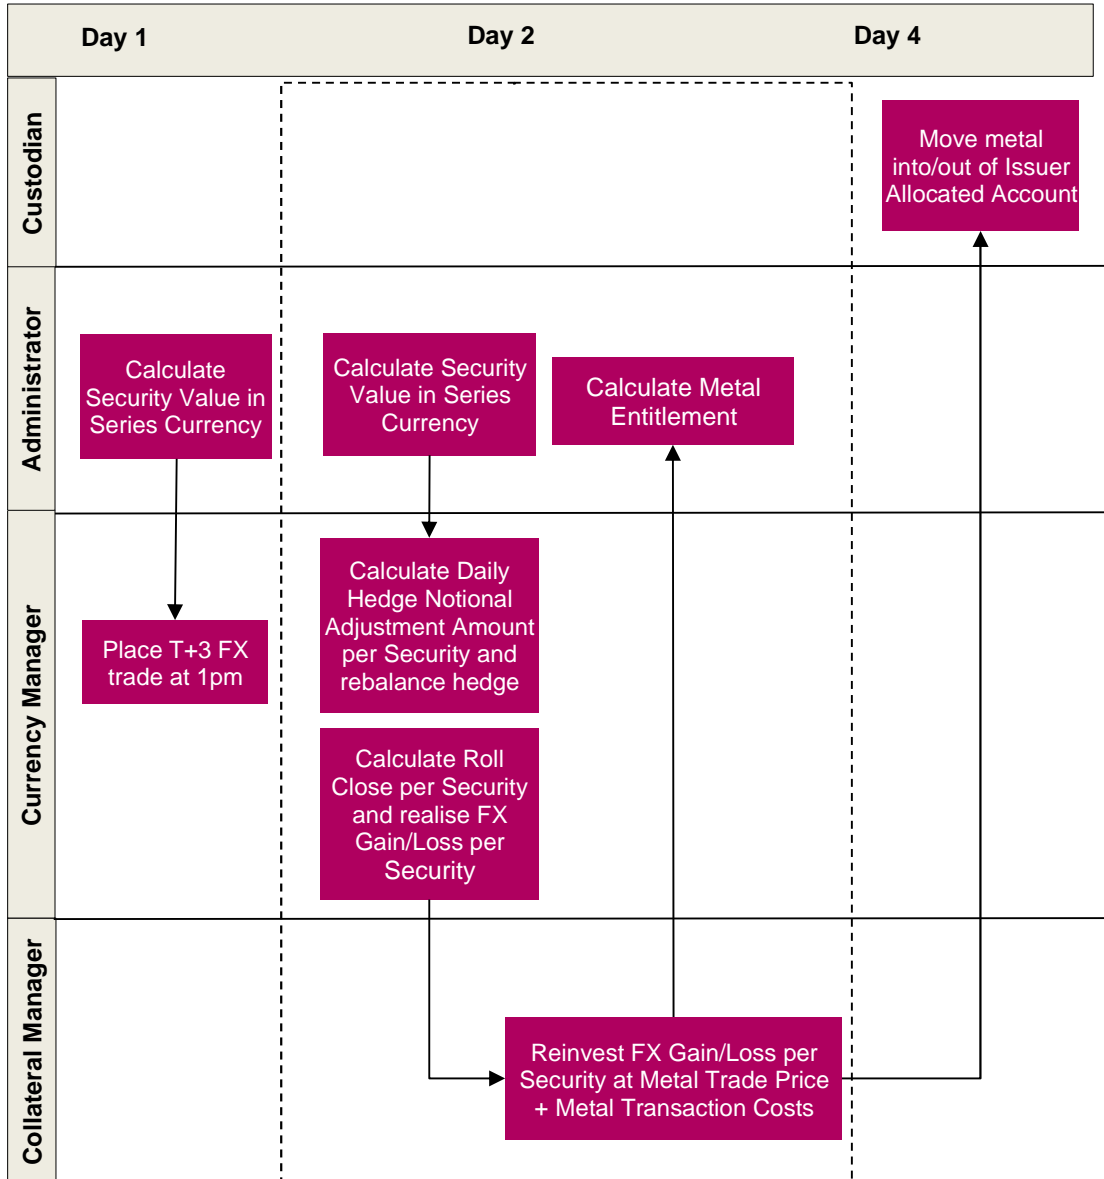 Day 1
Day 2
Day 4
Custodian
Move metal
into/out of Issuer
Allocated Account
Administrator
Calculate
Security Value in
Series Currency
Calculate Security
Value in Series
Currency
Calculate Metal
Entitlement
Currency Manager
Place T+3 FX
trade at 1pm
Calculate Daily
Hedge Notional
Adjustment Amount
per Security and
rebalance hedge
Calculate Roll
Close per Security
and realise FX
Gain/Loss per
Security
Collateral Manager
Reinvest FX Gain/Loss per
Security at Metal Trade Price
+ Metal Transaction Costs